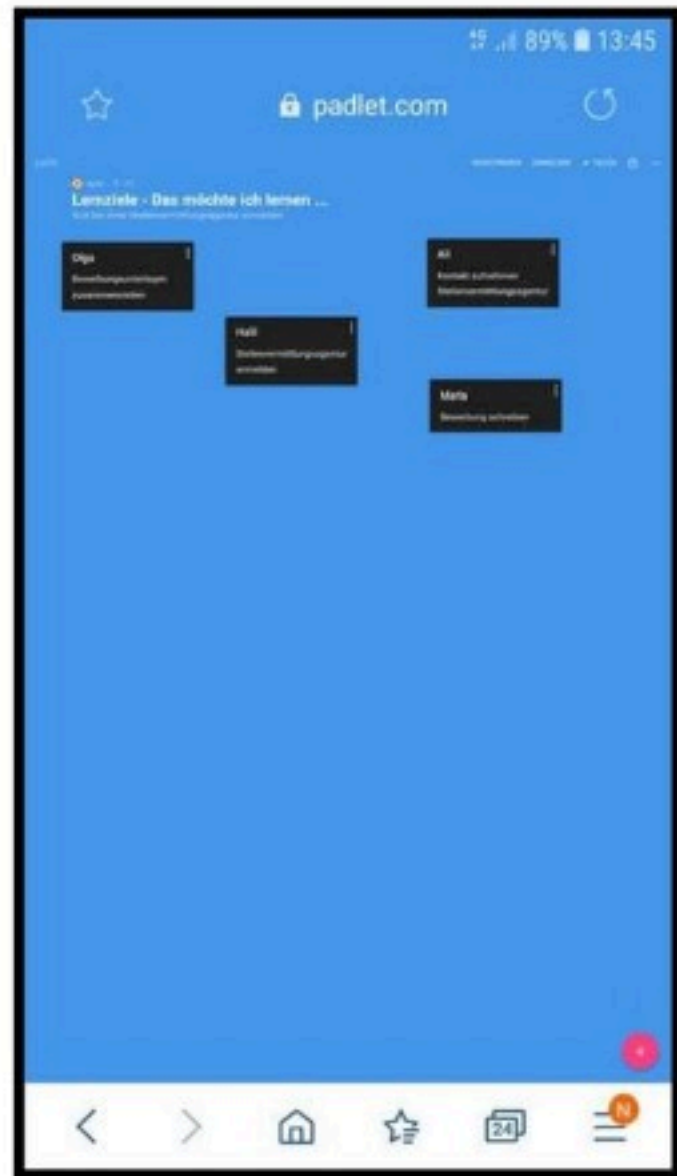 4G 89% 13:45
padlet.com
Lernziele - Das möchte ich lernen ...
Olga
Bewerbungsunterlagen
zusammenstellen
Ali
Kontakt aufnehmen
Stellenvermittlungsagentur
Halil
Stellenvermittlungsagentur
anmelden
Maria
Bewerbung schreiben
24
N